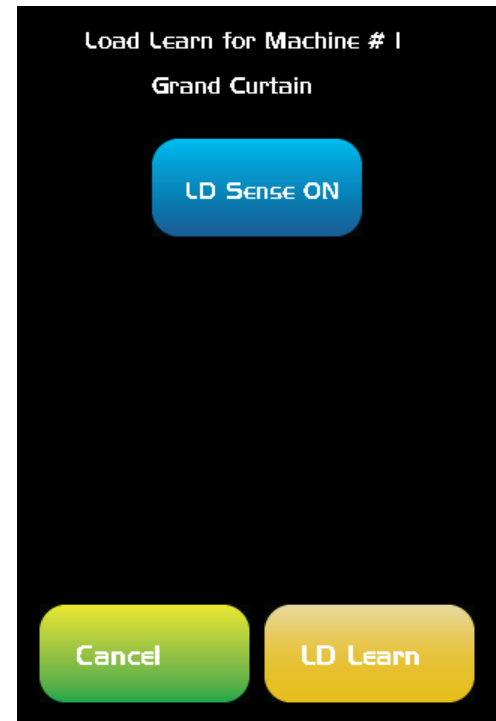 Load Learn for Machine # 1
Grand Curtain
LD Sense ON
Cancel
LD Learn